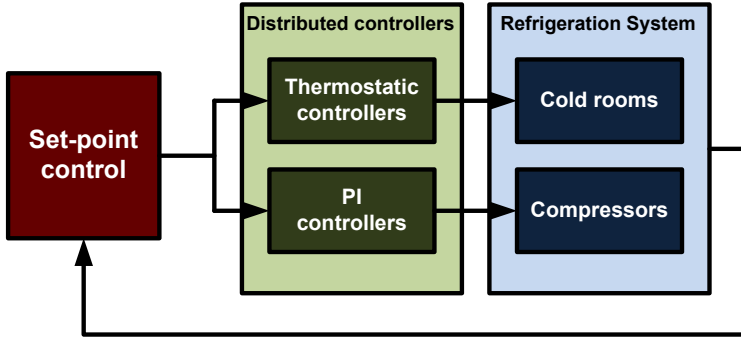 Distributed controllers
Refrigeration System
Set-point
control
Thermostatic
controllers
Cold rooms
PI
controllers
Compressors